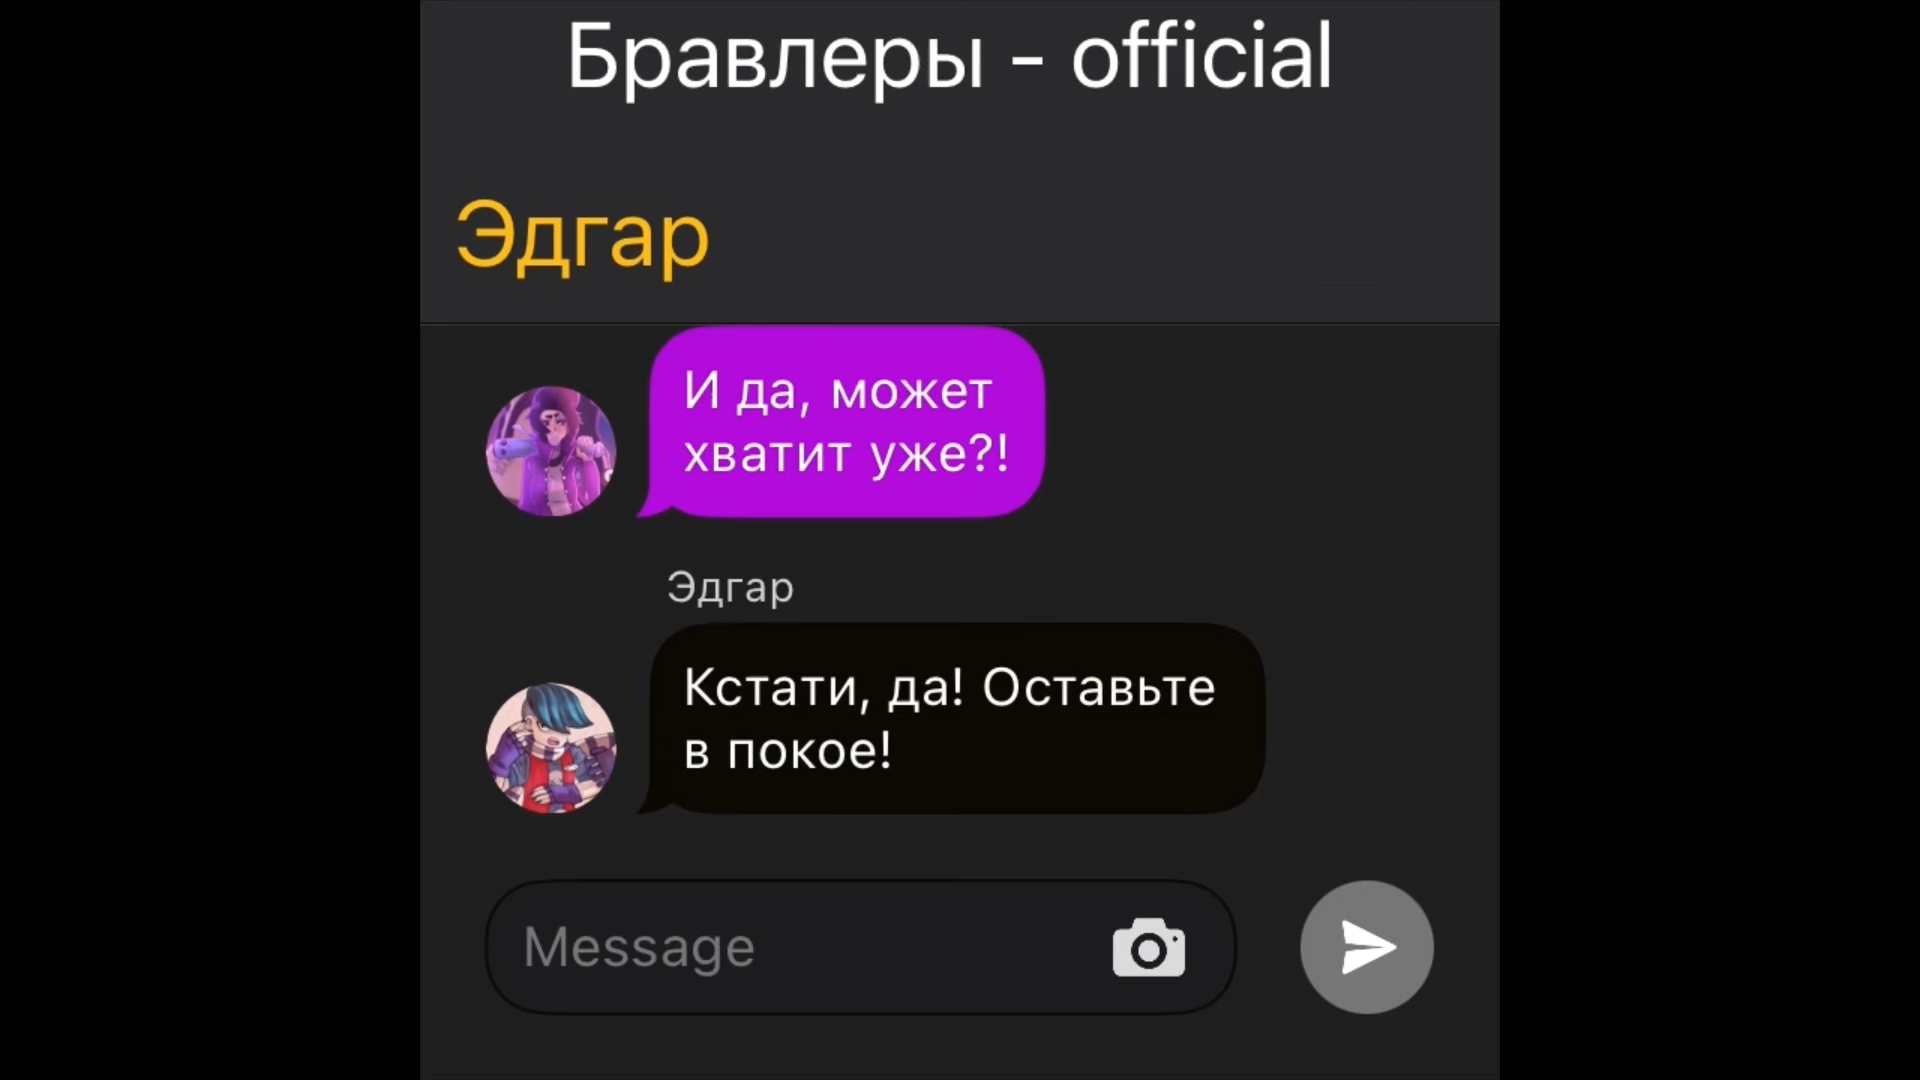 Бравлеры - official
Эдгар
И да, может
хватит уже?!
Эдгар
Кстати, да! Оставьте
в покое!
Message